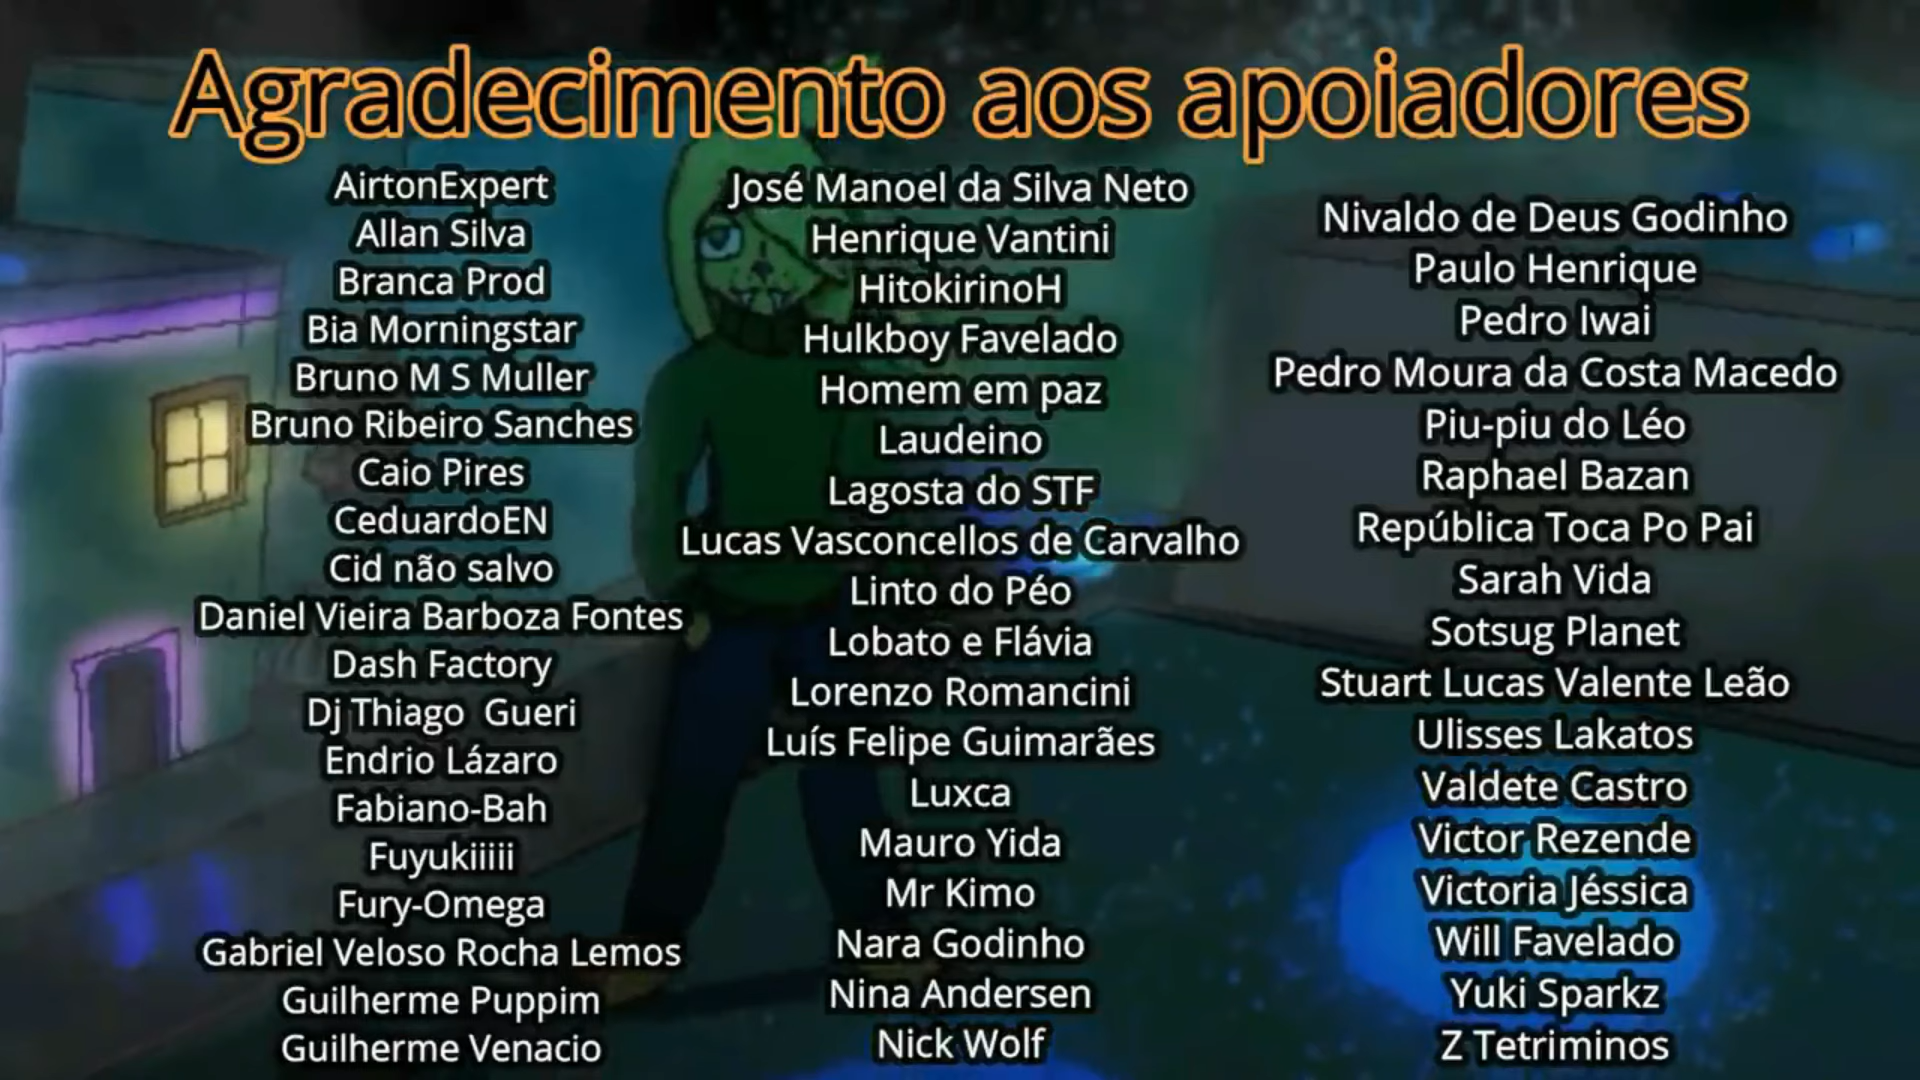 Agradecimento aos apoiadores
AirtonExpert
Allan Silva
Branca Prod
Bia Morningstar
Bruno M S Muller
Bruno Ribeiro Sanches
Caio Pires
CeduardoEN
Cid não salvo
Daniel Vieira Barboza Fontes
Dash Factory
Dj Thiago  Gueri
Endrio Lázaro
Fabiano-Bah
Fuyukiiiii
Fury-Omega
Gabriel Veloso Rocha Lemos
Guilherme Puppim
Guilherme Venacio
José Manoel da Silva Neto
Henrique Vantini
HitokirinoH
Hulkboy Favelado
Homem em paz
Laudeino
Lagosta do STF
Lucas Vasconcellos de Carvalho
Linto do Péo
Lobato e Flávia
Lorenzo Romancini
Luís Felipe Guimarães
Luxca
Mauro Yida
Mr Kimo
Nara Godinho
Nina Andersen
Nick Wolf
Nivaldo de Deus Godinho
Paulo Henrique
Pedro Iwai
Pedro Moura da Costa Macedo
Piu-piu do Léo
Raphael Bazan
República Toca Po Pai
Sarah Vida
Sotsug Planet
Stuart Lucas Valente Leão
Ulisses Lakatos
Valdete Castro
Victor Rezende
Victoria Jéssica
Will Favelado
Yuki Sparkz
Z Tetriminos